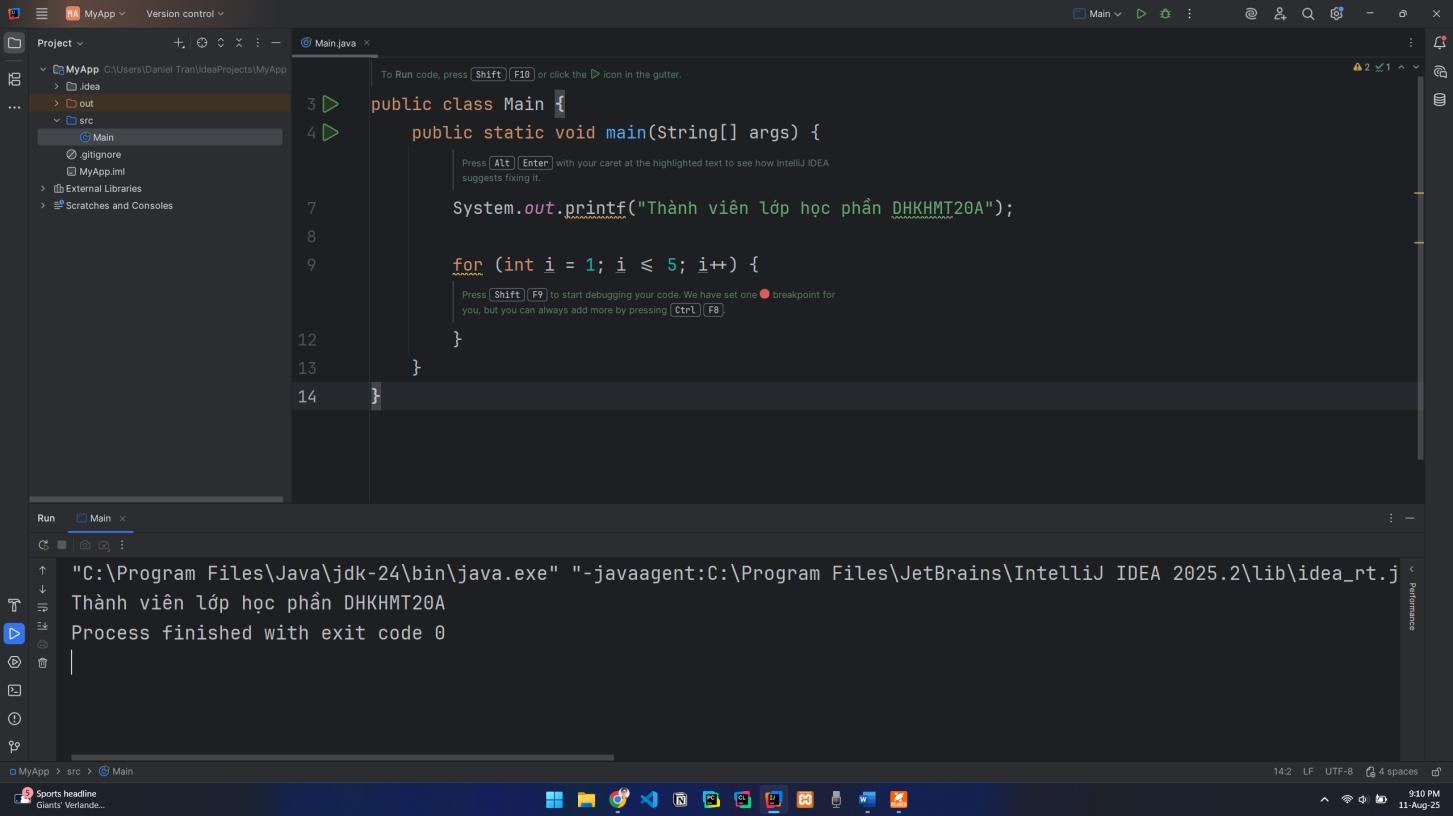 MA MyApp Version control Main
Project Main.java
MyApp C:\Users\Daniel Tran\IdeaProjects\MyApp
.idea
out
src
Main
.gitignore
MyApp.iml
External Libraries
Scratches and Consoles
To Run code, press Shift F10 or click the icon in the gutter.
2 1
3 public class Main {
4 public static void main(String[] args) {
Press Alt Enter with your caret at the highlighted text to see how IntelliJ IDEA
suggests fixing it.
7 System.out.printf("Thành viên lớp học phần DHKHMT20A");
8
9 for (int i = 1; i ≤ 5; i++) {
Press Shift F9 to start debugging your code. We have set one breakpoint for
you, but you can always add more by pressing Ctrl F8.
12 }
13 }
14 }
Run Main
"C:\Program Files\Java\jdk-24\bin\java.exe" "-javaagent:C:\Program Files\JetBrains\IntelliJ IDEA 2025.2\lib\idea_rt.j
Thành viên lớp học phần DHKHMT20A
Process finished with exit code 0
Performance
MyApp > src > Main 14:2 LF UTF-8 4 spaces
5 Sports headline
Giants' Verlande...
9:10 PM
11-Aug-25